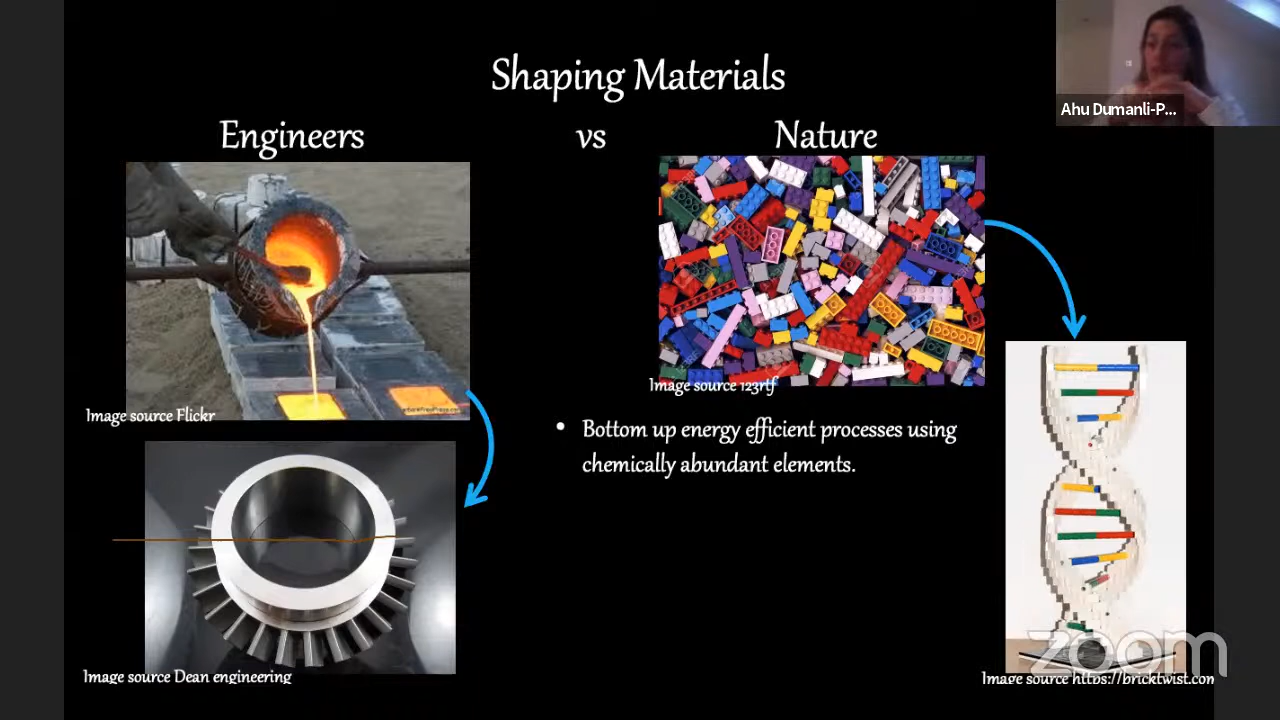 Shaping Materials
Engineers vs Nature
Ahu Dumanli-P...
Image source Flickr
Image source 123rtf
• Bottom up energy efficient processes using
chemically abundant elements.
Image source Dean engineering
zoom
Image source https://bricktwist.com